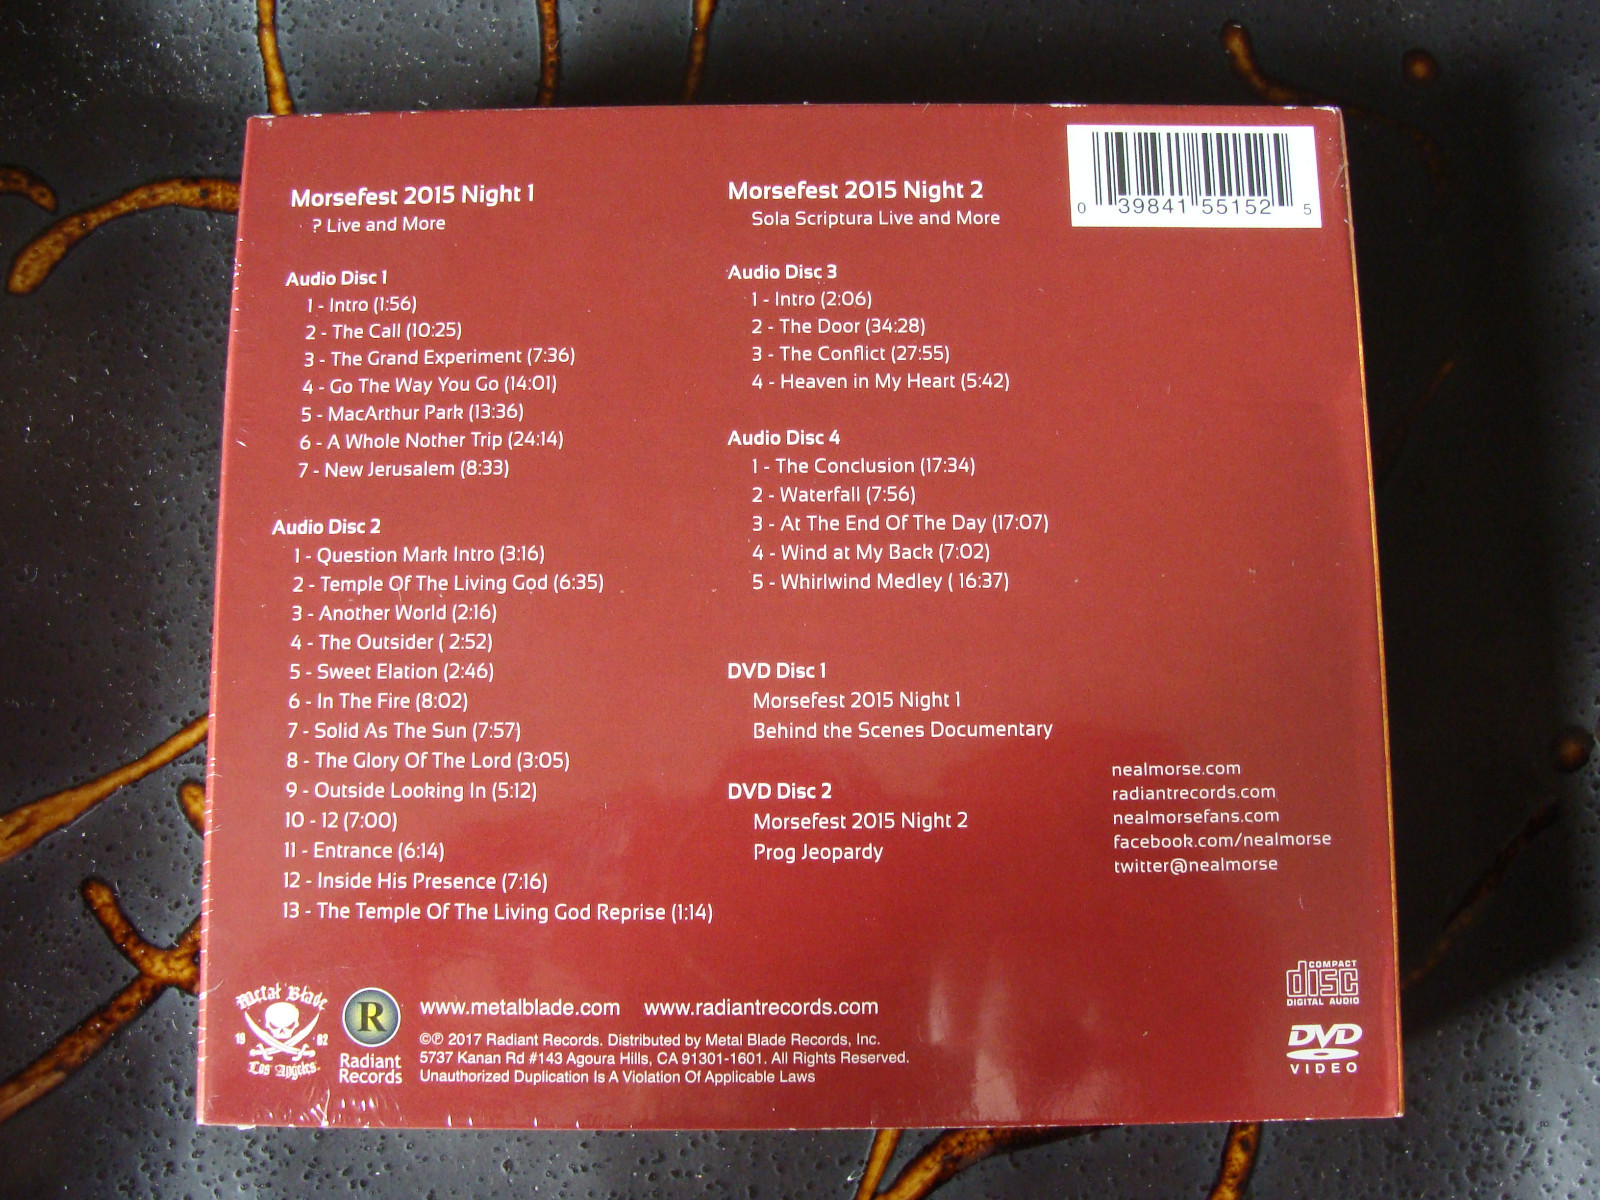 Morsefest 2015 Night 1
? Live and More
Audio Disc 1
1 - Intro (1:56)
2 - The Call (10:25)
3 - The Grand Experiment (7:36)
4 - Go The Way You Go (14:01)
5 - MacArthur Park (13:36)
6 - A Whole Nother Trip (24:14)
7 - New Jerusalem (8:33)
Audio Disc 2
1 - Question Mark Intro (3:16)
2 - Temple Of The Living God (6:35)
3 - Another World (2:16)
4 - The Outsider ( 2:52)
5 - Sweet Elation (2:46)
6 - In The Fire (8:02)
7 - Solid As The Sun (7:57)
8 - The Glory Of The Lord (3:05)
9 - Outside Looking In (5:12)
10 - 12 (7:00)
11 - Entrance (6:14)
12 - Inside His Presence (7:16)
13 - The Temple Of The Living God Reprise (1:14)
Morsefest 2015 Night 2
Sola Scriptura Live and More
Audio Disc 3
1 - Intro (2:06)
2 - The Door (34:28)
3 - The Conflict (27:55)
4 - Heaven in My Heart (5:42)
Audio Disc 4
1 - The Conclusion (17:34)
2 - Waterfall (7:56)
3 - At The End Of The Day (17:07)
4 - Wind at My Back (7:02)
5 - Whirlwind Medley ( 16:37)
DVD Disc 1
Morsefest 2015 Night 1
Behind the Scenes Documentary
DVD Disc 2
Morsefest 2015 Night 2
Prog Jeopardy
0 39841 55152 5
nealmorse.com
radiantrecords.com
nealmorsefans.com
facebook.com/nealmorse
twitter@nealmorse
Metal Blade
19 82
Los Angeles
R
Radiant
Records
www.metalblade.com www.radiantrecords.com
©℗ 2017 Radiant Records. Distributed by Metal Blade Records, Inc.
5737 Kanan Rd #143 Agoura Hills, CA 91301-1601. All Rights Reserved.
Unauthorized Duplication Is A Violation Of Applicable Laws
COMPACT
disc
DIGITAL AUDIO
DVD
VIDEO